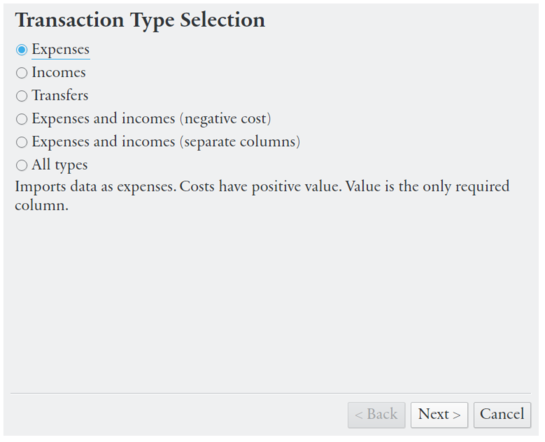 Transaction Type Selection
Expenses
Incomes
Transfers
Expenses and incomes (negative cost)
Expenses and incomes (separate columns)
All types
Imports data as expenses. Costs have positive value. Value is the only required
column.
< Back Next > Cancel